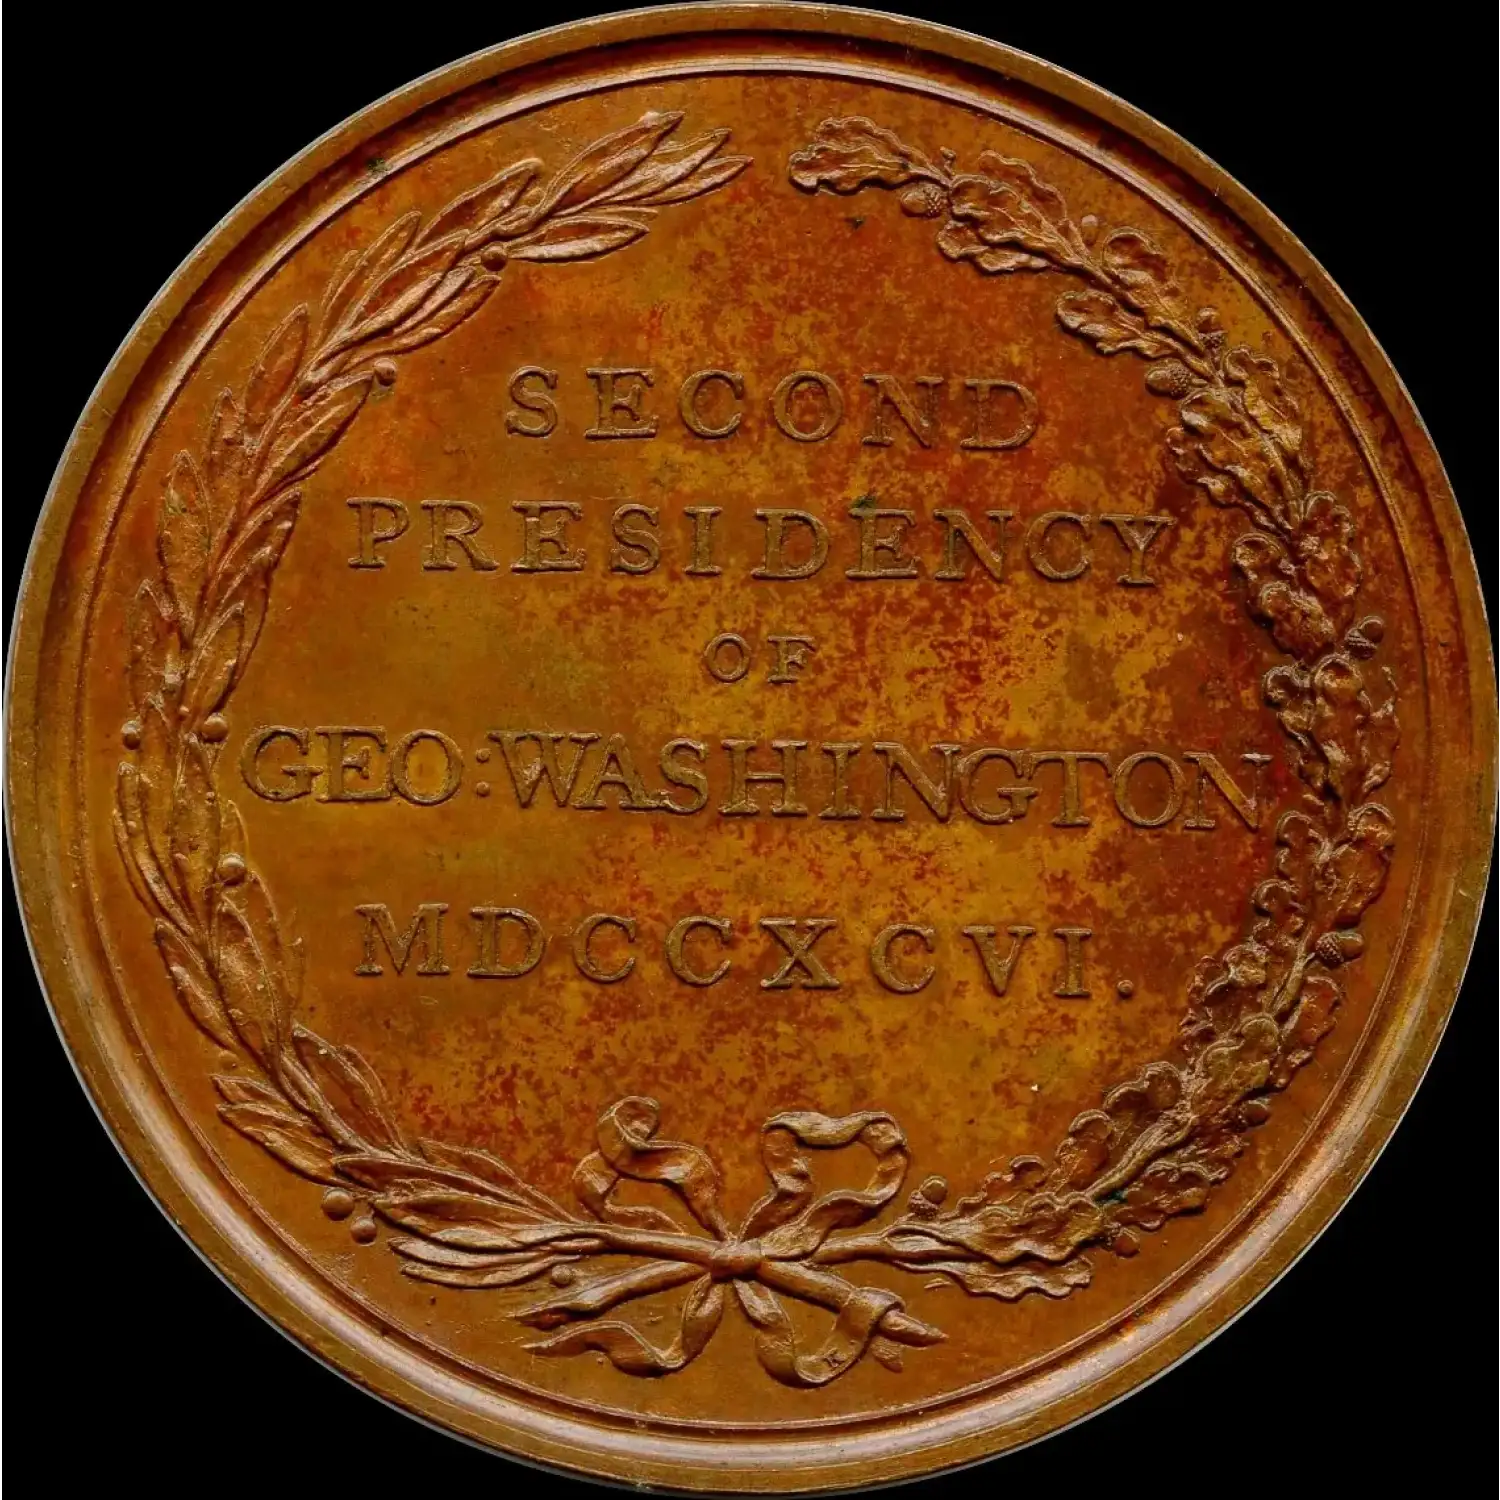 SECOND
PRESIDENCY
OF
GEO:WASHINGTON
MDCCXCVI.
K